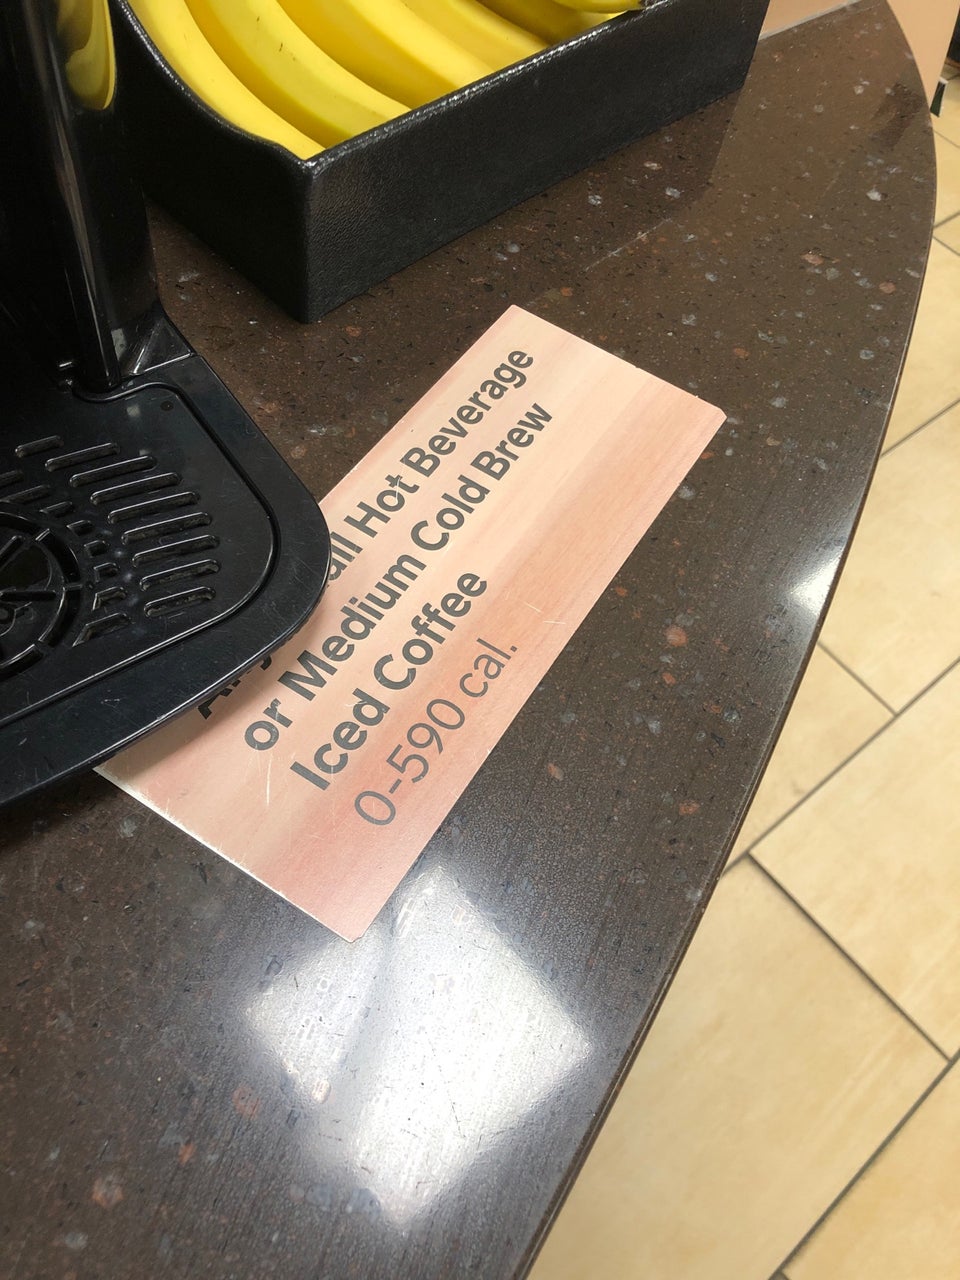 Hot Beverage
or Medium Cold Brew
Iced Coffee
0-590 cal.